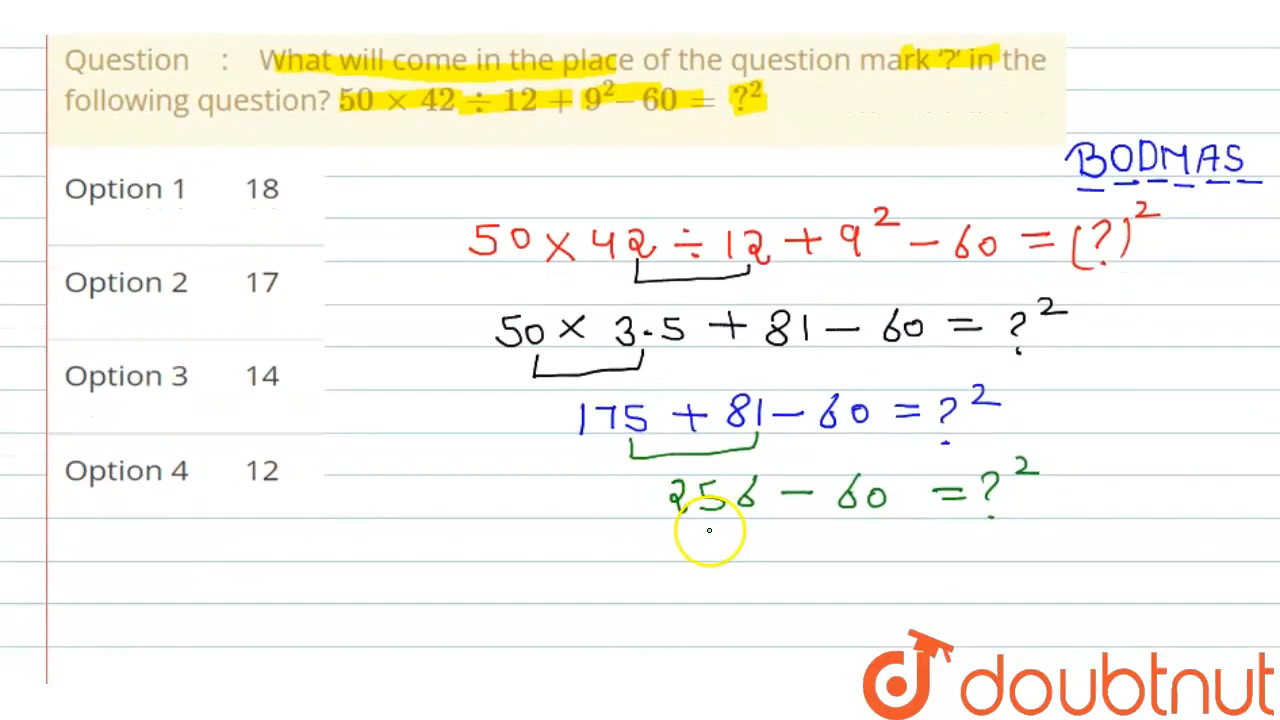 Question : What will come in the place of the question mark '?' in the
following question? 50 × 42 ÷ 12 + 9² – 60 = ?²
BODMAS
Option 1 18
50 × 42 ÷ 12 + 9² – 60 = (?)²
Option 2 17
50 × 3.5 + 81 – 60 = ?²
Option 3 14
175 + 81 – 60 = ?²
Option 4 12
256 – 60 = ?²
doubtnut